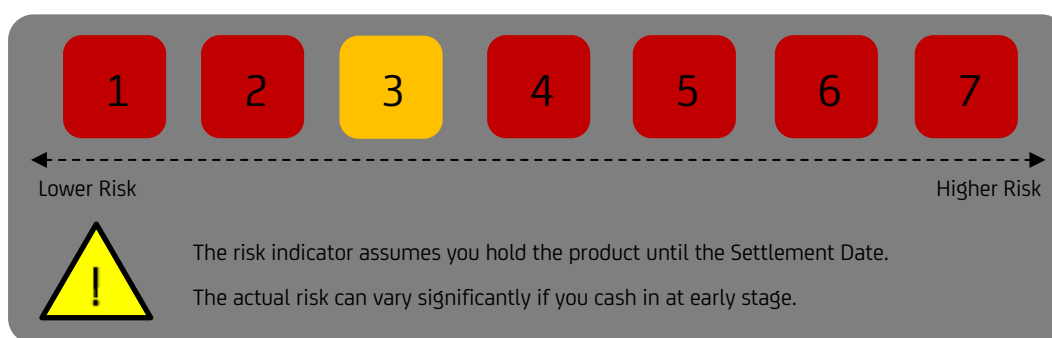 1 2 3 4 5 6 7
Lower Risk Higher Risk
!
The risk indicator assumes you hold the product until the Settlement Date.
The actual risk can vary significantly if you cash in at early stage.